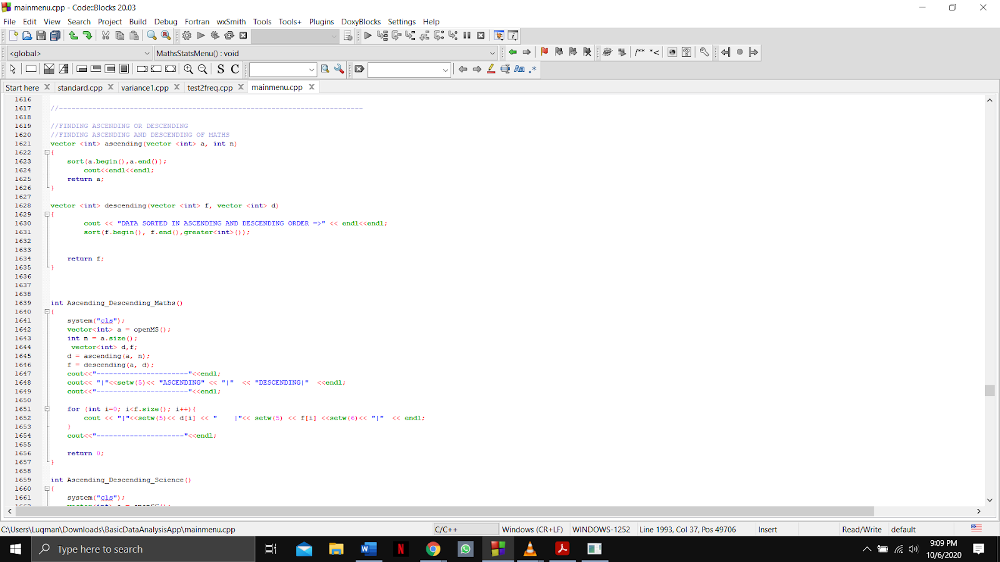 mainmenu.cpp - Code::Blocks 20.03
File Edit View Search Project Build Debug Fortran wxSmith Tools Tools+ Plugins DoxyBlocks Settings Help
<global> MathsStatsMenu() : void
/** *<
S C
Aa .*
Start here standard.cpp variance1.cpp test2freq.cpp mainmenu.cpp
1616
1617 //-------------------------------------------------------------------------
1618
1619 //FINDING ASCENDING OR DESCENDING
1620 //FINDING ASCENDING AND DESCENDING OF MATHS
1621 vector <int> ascending(vector <int> a, int n)
1622 {
1623 sort(a.begin(),a.end());
1624 cout<<endl<<endl;
1625 return a;
1626 }
1627
1628 vector <int> descending(vector <int> f, vector <int> d)
1629 {
1630 cout << "DATA SORTED IN ASCENDING AND DESCENDING ORDER =>" << endl<<endl;
1631 sort(f.begin(), f.end(),greater<int>());
1632
1633
1634 return f;
1635 }
1636
1637
1638
1639 int Ascending_Descending_Maths()
1640 {
1641 system("cls");
1642 vector<int> a = openMS();
1643 int n = a.size();
1644 vector<int> d,f;
1645 d = ascending(a, n);
1646 f = descending(a, d);
1647 cout<<"----------------------"<<endl;
1648 cout<< "|"<<setw(5)<< "ASCENDING" << "|" << "DESCENDING|" <<endl;
1649 cout<<"----------------------"<<endl;
1650
1651 for (int i=0; i<f.size(); i++){
1652 cout << "|"<<setw(5)<< d[i] << "    |"<< setw(5) << f[i] <<setw(6)<< "|" << endl;
1653 }
1654 cout<<"---------------------"<<endl;
1655
1656 return 0;
1657 }
1658
1659 int Ascending_Descending_Science()
1660 {
1661 system("cls");
C:\Users\Luqman\Downloads\BasicDataAnalysisApp\mainmenu.cpp C/C++ Windows (CR+LF) WINDOWS-1252 Line 1993, Col 37, Pos 49706 Insert Read/Write default
Type here to search
9:09 PM
10/6/2020